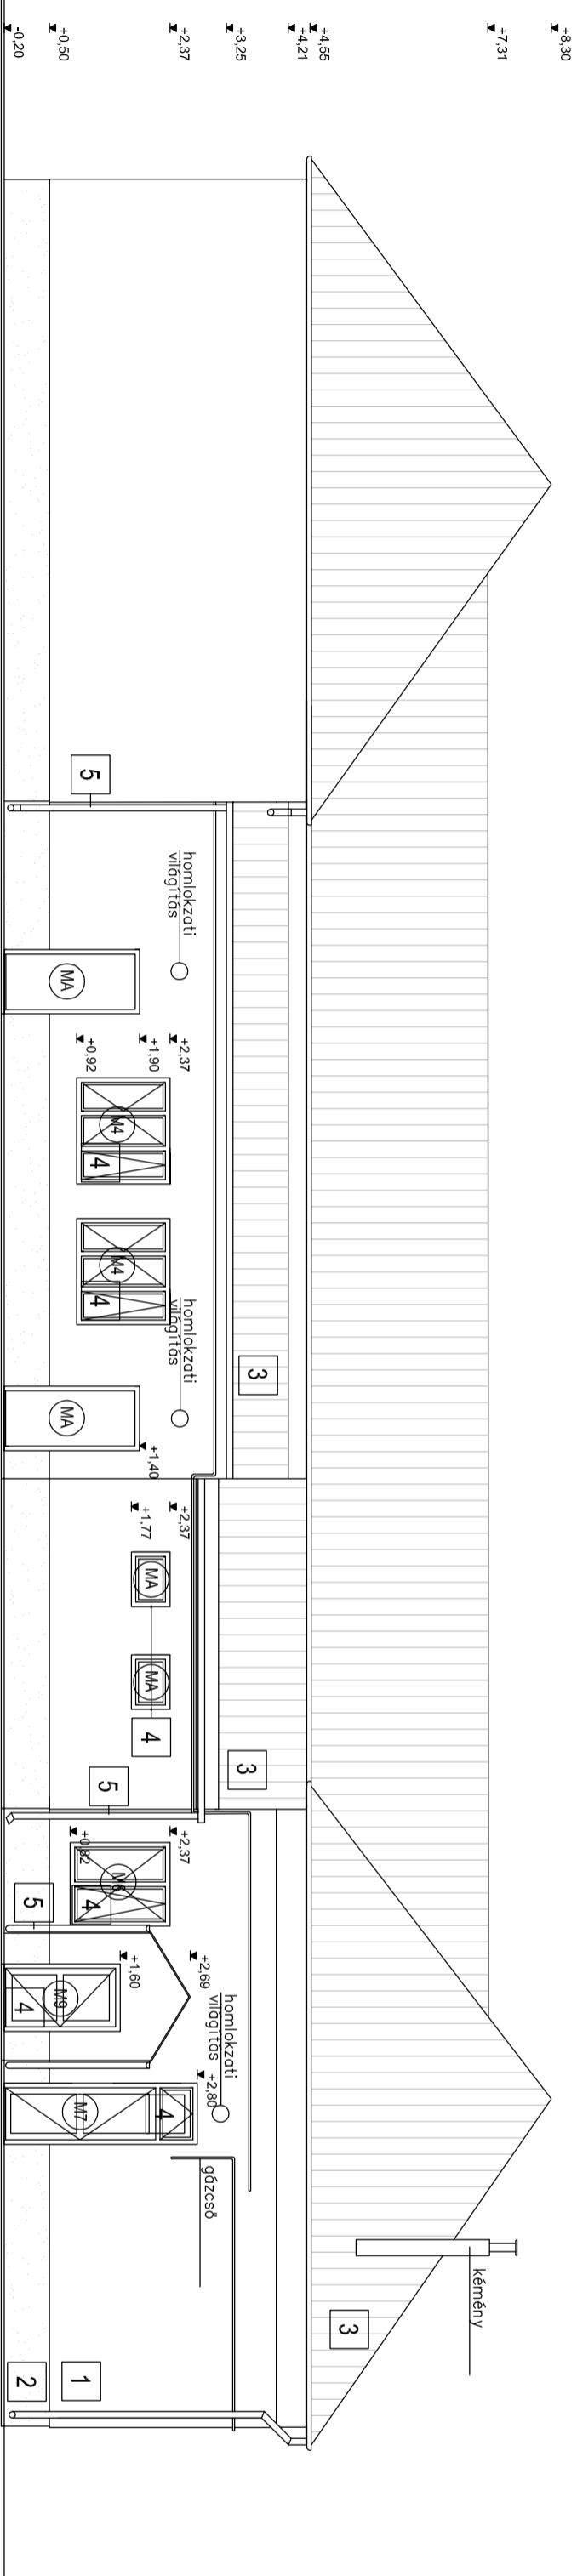 +8,30
+7,31
+4,55
+4,21
+3,25
+2,37
+0,50
-0,20
5
homlokzati
világítás
MA
+2,37
+1,90
+0,92
M4
4
M4
4
homlokzati
világítás
3
MA
+1,40
+2,37
+1,77
MA
MA
4
3
5
+2,37
+0,82
M6
4
5
+2,69
+1,60
M9
4
homlokzati
világítás
+2,80
M7
4
gázcső
kémény
3
1
2